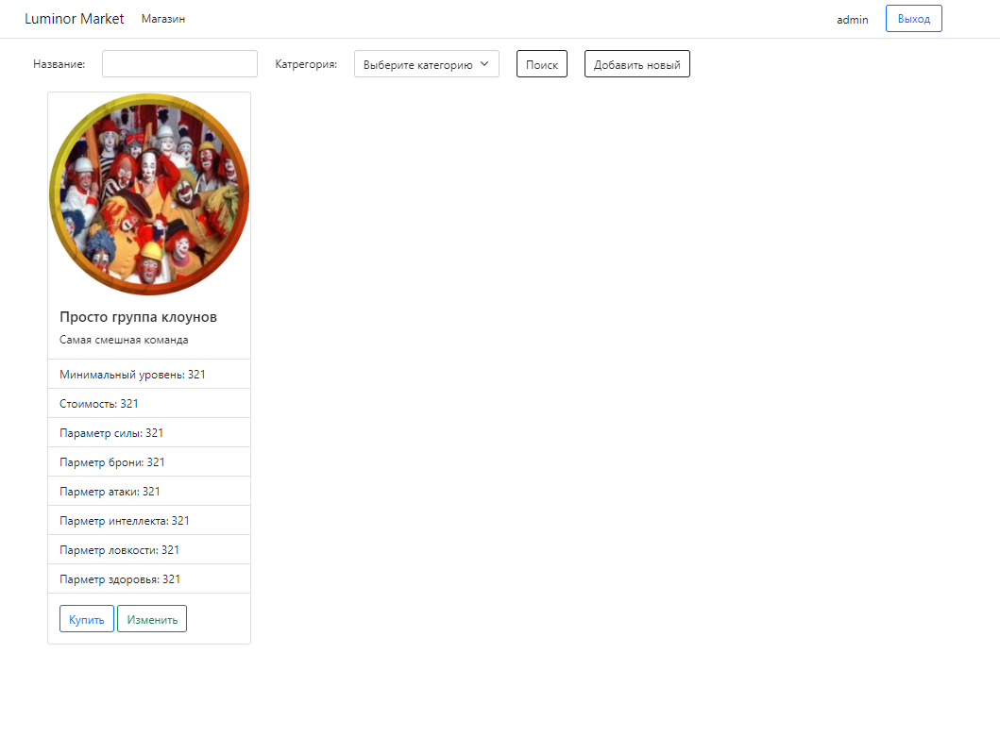 Luminor Market Магазин admin Выход
Название: Катрегория: Выберите категорию Поиск Добавить новый
Просто группа клоунов
Самая смешная команда
Минимальный уровень: 321
Стоимость: 321
Параметр силы: 321
Парметр брони: 321
Парметр атаки: 321
Парметр интеллекта: 321
Парметр ловкости: 321
Парметр здоровья: 321
Купить Изменить